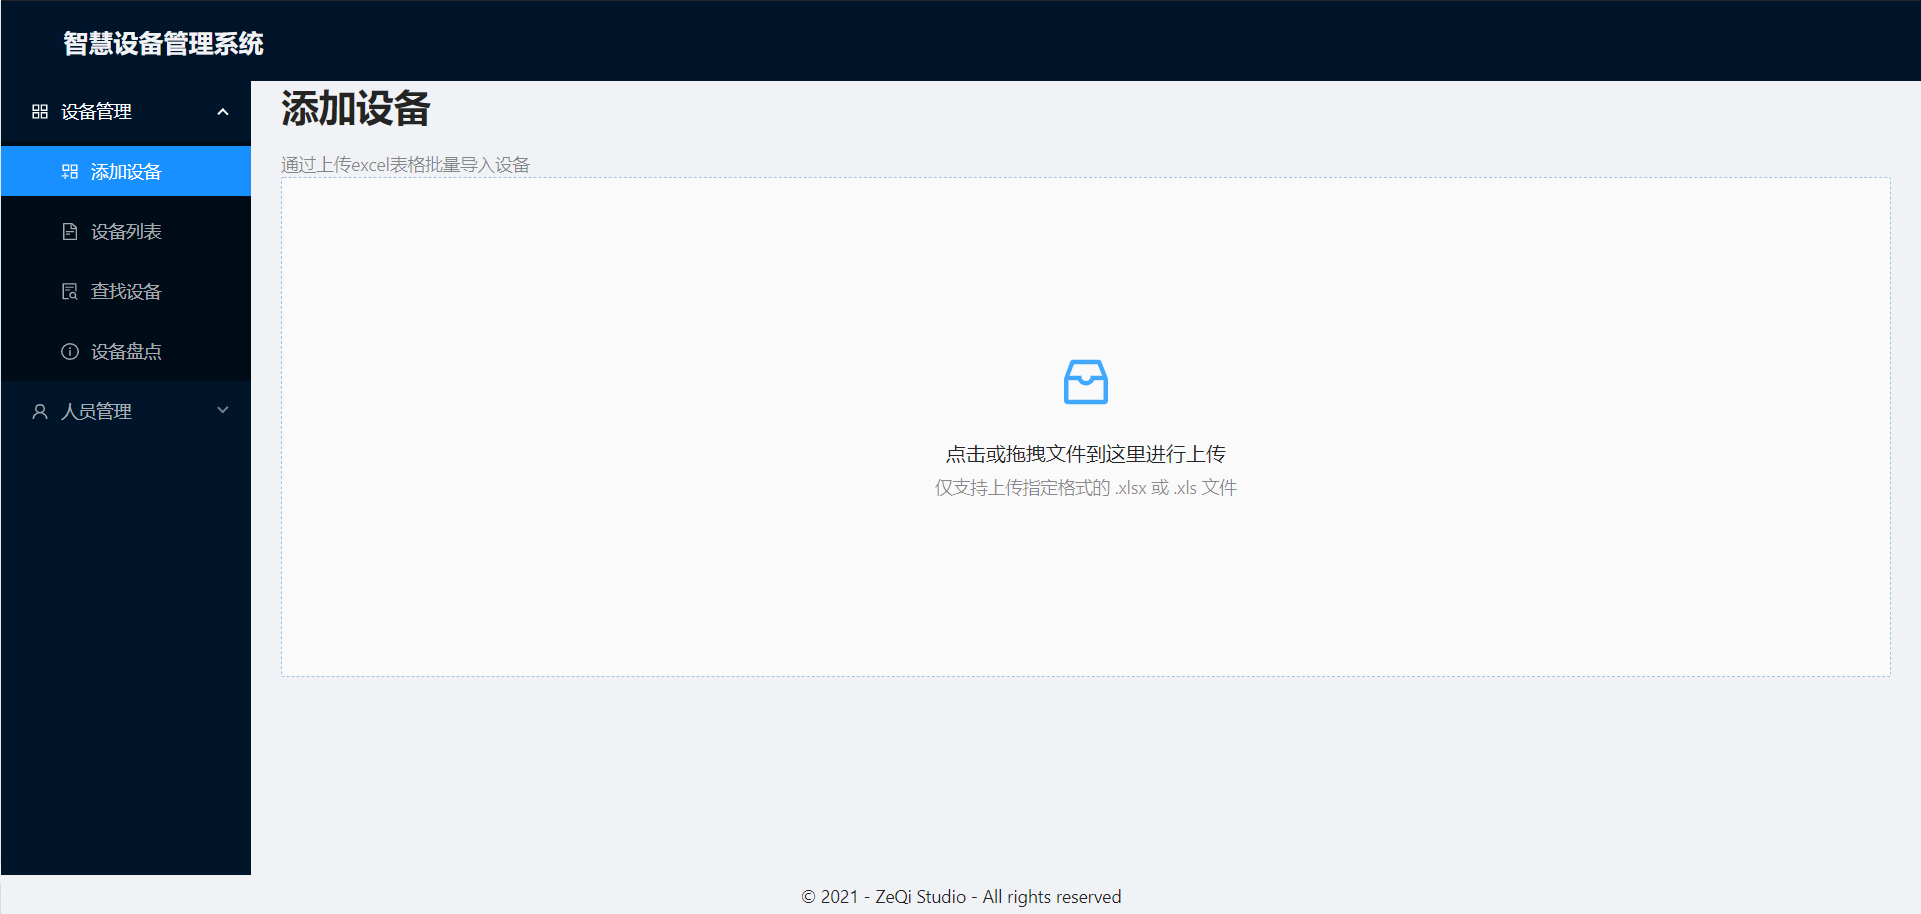 智慧设备管理系统
设备管理
添加设备
设备列表
查找设备
设备盘点
人员管理
添加设备
通过上传excel表格批量导入设备
点击或拖拽文件到这里进行上传
仅支持上传指定格式的 .xlsx 或 .xls 文件
© 2021 - ZeQi Studio - All rights reserved